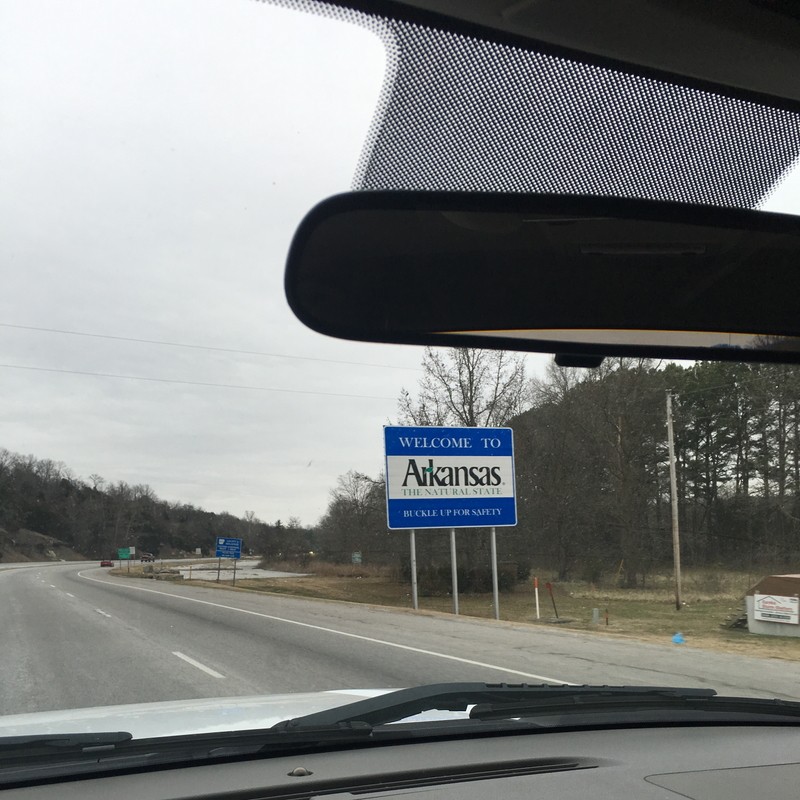 WELCOME TO
Arkansas
THE NATURAL STATE
BUCKLE UP FOR SAFETY